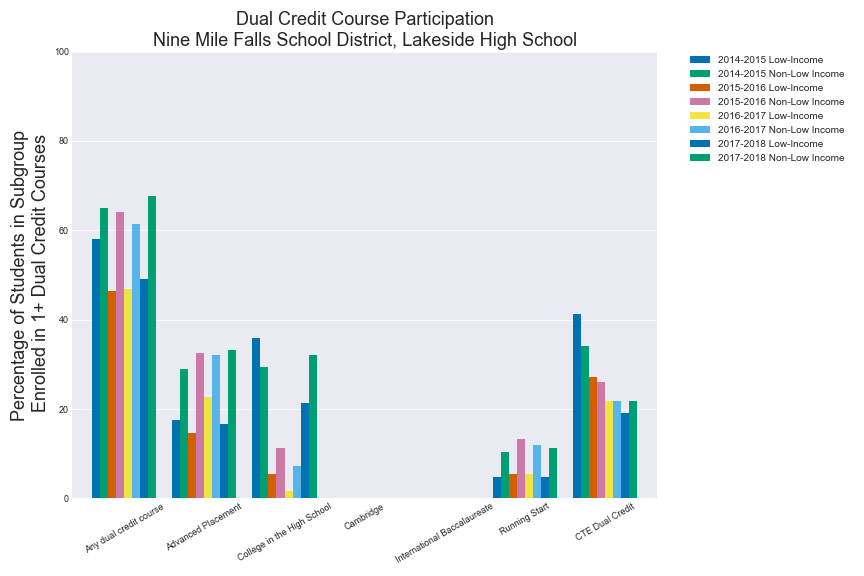 Dual Credit Course Participation
Nine Mile Falls School District, Lakeside High School
Percentage of Students in Subgroup
Enrolled in 1+ Dual Credit Courses
100
80
60
40
20
0
Any dual credit course
Advanced Placement
College in the High School
Cambridge
International Baccalaureate
Running Start
CTE Dual Credit
2014-2015 Low-Income
2014-2015 Non-Low Income
2015-2016 Low-Income
2015-2016 Non-Low Income
2016-2017 Low-Income
2016-2017 Non-Low Income
2017-2018 Low-Income
2017-2018 Non-Low Income